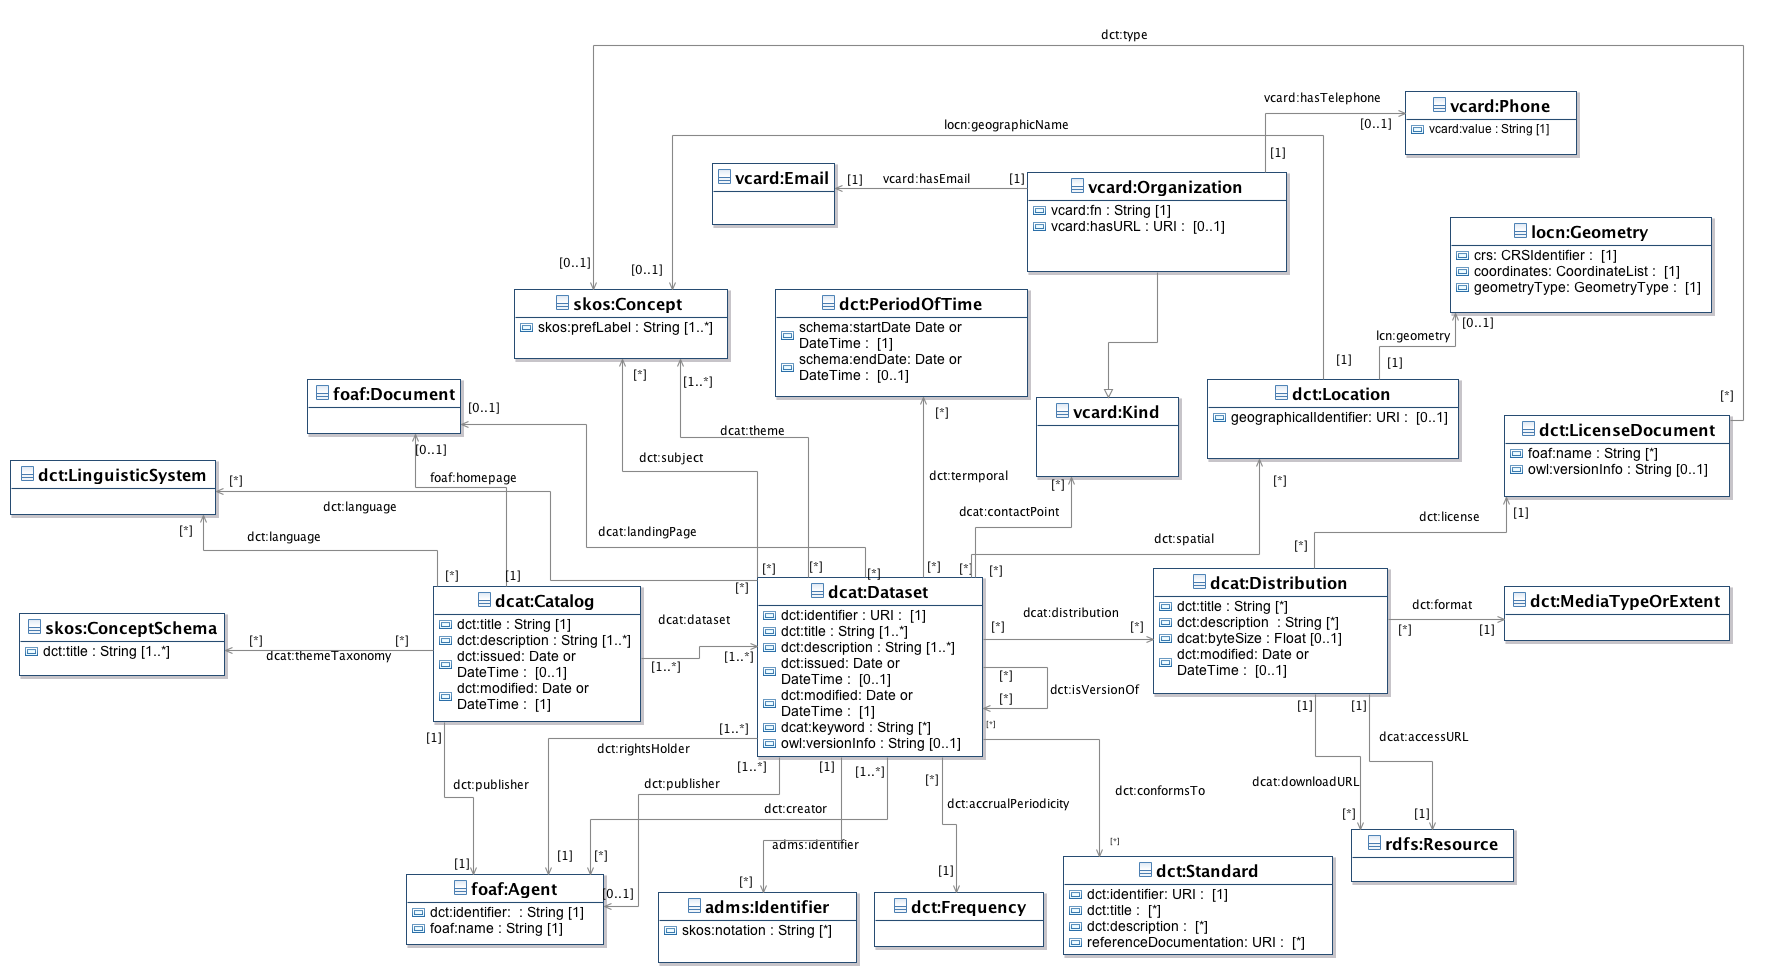 dct:type
vcard:hasTelephone
vcard:Phone
vcard:value : String [1]
[0..1]
[1]
locn:geographicName
vcard:Email
[1]
vcard:hasEmail
[1]
vcard:Organization
vcard:fn : String [1]
vcard:hasURL : URI :  [0..1]
locn:Geometry
crs: CRSIdentifier :  [1]
coordinates: CoordinateList :  [1]
geometryType: GeometryType :  [1]
[0..1]
[0..1]
skos:Concept
skos:prefLabel : String [1..*]
dct:PeriodOfTime
schema:startDate Date or
DateTime :  [1]
schema:endDate: Date or
DateTime :  [0..1]
[0..1]
lcn:geometry
[1]
[1]
[*]
[1..*]
foaf:Document
[0..1]
vcard:Kind
[*]
dct:Location
geographicalIdentifier: URI :  [0..1]
[*]
dct:LicenseDocument
foaf:name : String [*]
owl:versionInfo : String [0..1]
dcat:theme
[0..1]
dct:subject
dct:LinguisticSystem
[*]
foaf:homepage
dct:termporal
[*]
[*]
dct:language
dcat:contactPoint
dct:license
[1]
[*]
dct:language
dcat:landingPage
dct:spatial
[*]
[*]
[1]
[*]
[*]
[*]
[*]
[*]
[*]
[*]
dcat:Catalog
dct:title : String [1]
dct:description : String [1..*]
dct:issued: Date or
DateTime :  [0..1]
dct:modified: Date or
DateTime :  [1]
dcat:Dataset
dct:identifier : URI :  [1]
dct:title : String [1..*]
dct:description : String [1..*]
dct:issued: Date or
DateTime :  [0..1]
dct:modified: Date or
DateTime :  [1]
dcat:keyword : String [*]
owl:versionInfo : String [0..1]
dcat:Distribution
dct:title : String [*]
dct:description  : String [*]
dcat:byteSize : Float [0..1]
dct:modified: Date or
DateTime :  [0..1]
dct:format
[*]
[1]
dct:MediaTypeOrExtent
skos:ConceptSchema
dct:title : String [1..*]
[*]
[*]
dcat:themeTaxonomy
dcat:dataset
[1..*]
[1..*]
dcat:distribution
[*]
[*]
[*]
dct:isVersionOf
[*]
[*]
[1]
[1]
[1]
[1..*]
dct:rightsHolder
dcat:accessURL
[1..*]
[1]
[1..*]
[*]
dct:publisher
dct:publisher
dcat:downloadURL
dct:conformsTo
dct:creator
dct:accrualPeriodicity
[*]
[1]
adms:identifier
[*]
rdfs:Resource
[1]
[1]
[*]
[*]
[1]
[0..1]
foaf:Agent
dct:identifier:  : String [1]
foaf:name : String [1]
adms:Identifier
skos:notation : String [*]
dct:Frequency
dct:Standard
dct:identifier: URI :  [1]
dct:title :  [*]
dct:description :  [*]
referenceDocumentation: URI :  [*]